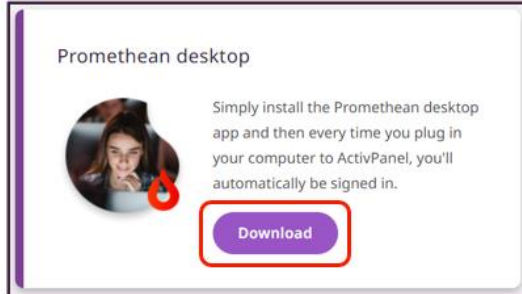 Promethean desktop
Simply install the Promethean desktop
app and then every time you plug in
your computer to ActivPanel, you'll
automatically be signed in.
Download